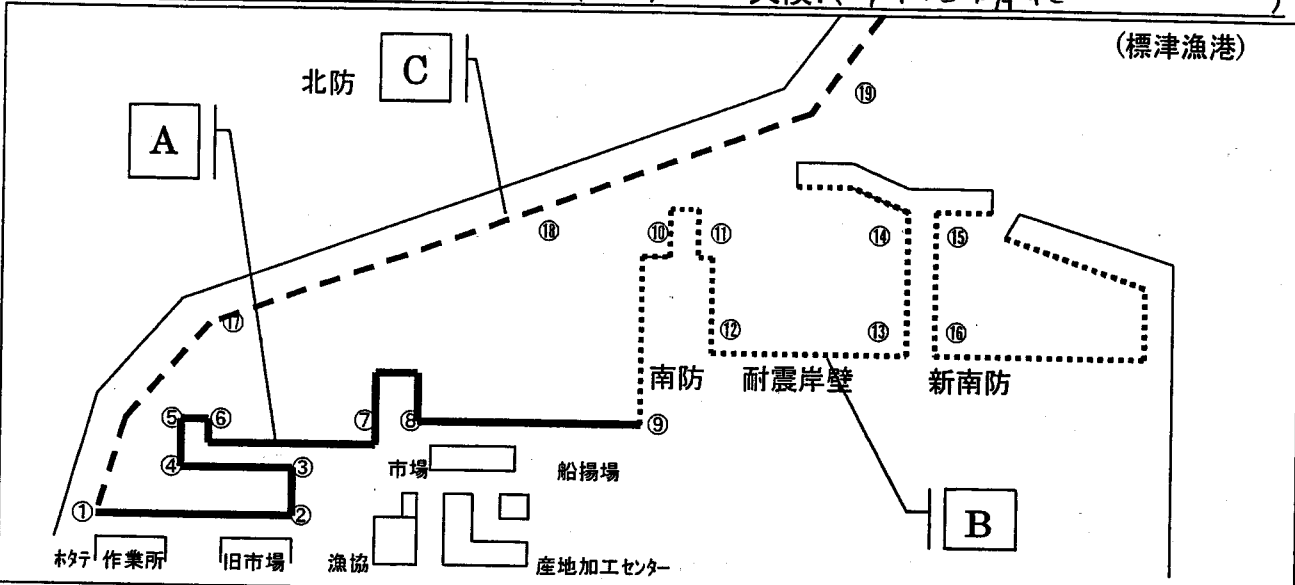 (標津漁港)
北防
C
A
⑲
⑱
⑩
⑪
⑭
⑮
⑰
⑫
⑬
⑯
南防
耐震岸壁
新南防
⑤
⑥
⑦
⑧
⑨
④
③
市場
船揚場
①
②
B
ホタテ
作業所
旧市場
漁協
産地加工センター